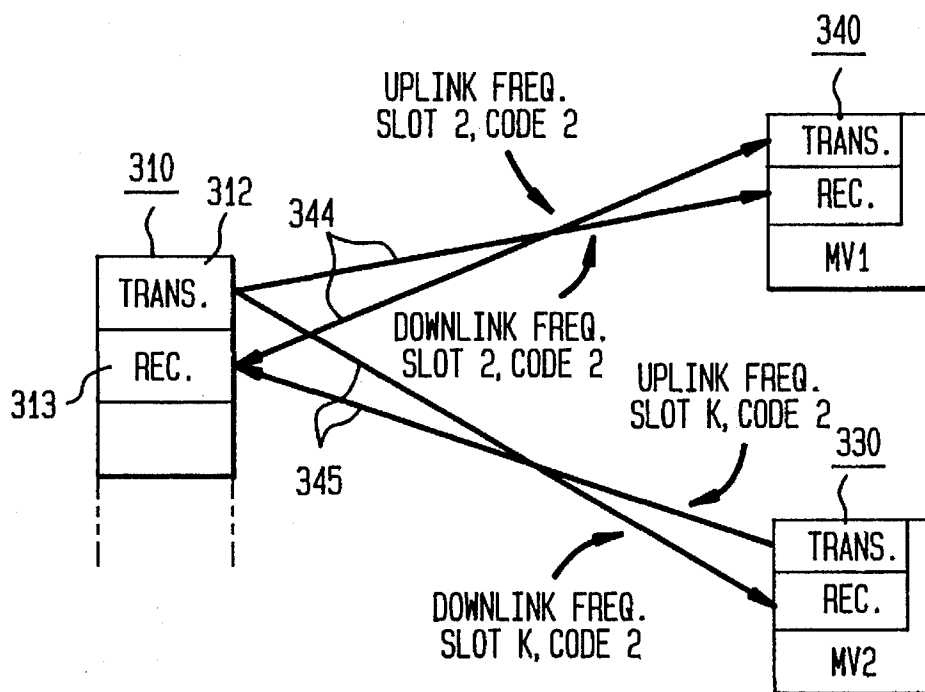 340
UPLINK FREQ.
SLOT 2, CODE 2
TRANS.
REC.
MV1
310
312
344
TRANS.
REC.
313
DOWNLINK FREQ.
SLOT 2, CODE 2
UPLINK FREQ.
SLOT K, CODE 2
345
330
TRANS.
REC.
MV2
DOWNLINK FREQ.
SLOT K, CODE 2